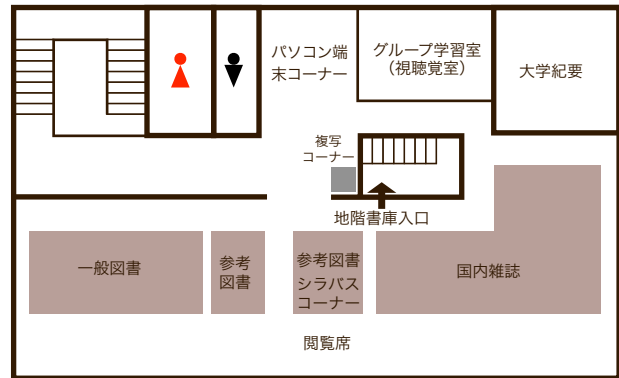 パソコン端
末コーナー
グループ学習室
（視聴覚室）
大学紀要
複写
コーナー
地階書庫入口
一般図書
参考
図書
参考図書
シラバス
コーナー
国内雑誌
閲覧席